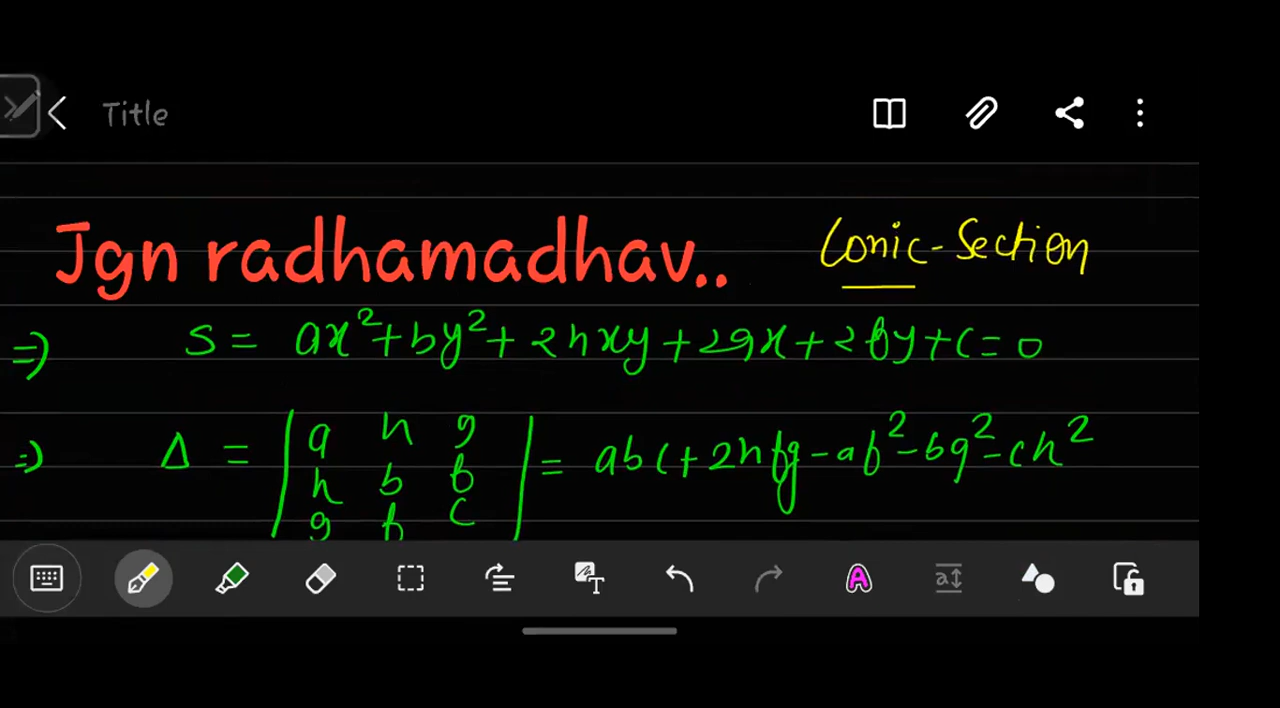 Title
Jgn radhamadhav.. Conic-Section
=) S = ax²+by²+2hxy+2gx+2fy+c=0
=) Δ = | a h g | = abc+2hfg-af²-bg²-ch²
h b f
g f c